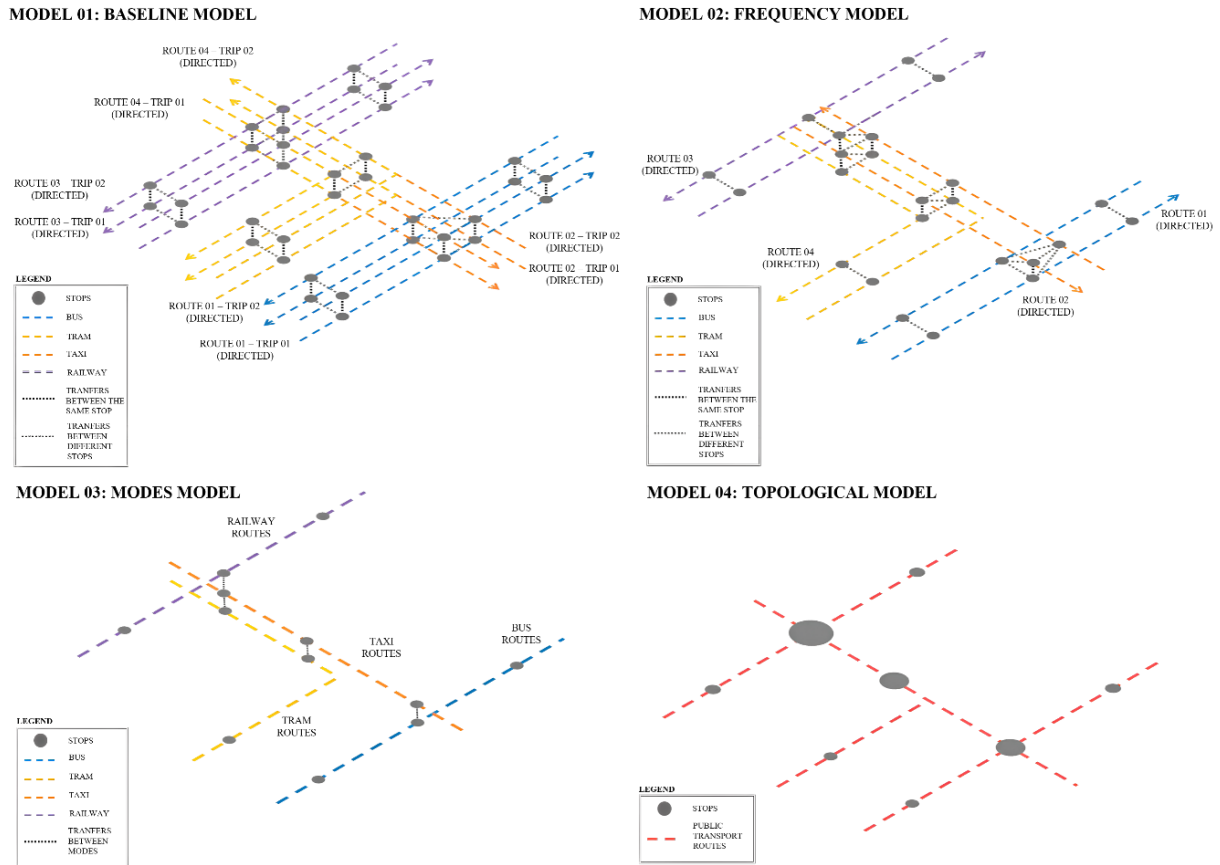 MODEL 01: BASELINE MODEL
ROUTE 04 – TRIP 02
(DIRECTED)
ROUTE 04 – TRIP 01
(DIRECTED)
ROUTE 03 TRIP 02
(DIRECTED)
ROUTE 03 – TRIP 01
(DIRECTED)
ROUTE 02 – TRIP 02
(DIRECTED)
ROUTE 02 – TRIP 01
(DIRECTED)
ROUTE 01 – TRIP 02
(DIRECTED)
ROUTE 01 – TRIP 01
(DIRECTED)
LEGEND
STOPS
BUS
TRAM
TAXI
RAILWAY
TRANFERS
BETWEEN THE
SAME STOP
TRANFERS
BETWEEN
DIFFERENT
STOPS
MODEL 02: FREQUENCY MODEL
ROUTE 03
(DIRECTED)
ROUTE 01
(DIRECTED)
ROUTE 04
(DIRECTED)
ROUTE 02
(DIRECTED)
LEGEND
STOPS
BUS
TRAM
TAXI
RAILWAY
TRANFERS
BETWEEN THE
SAME STOP
TRANFERS
BETWEEN
DIFFERENT STOPS
MODEL 03: MODES MODEL
RAILWAY
ROUTES
BUS
ROUTES
TAXI
ROUTES
TRAM
ROUTES
LEGEND
STOPS
BUS
TRAM
TAXI
RAILWAY
TRANFERS
BETWEEN
MODES
MODEL 04: TOPOLOGICAL MODEL
LEGEND
STOPS
PUBLIC
TRANSPORT
ROUTES